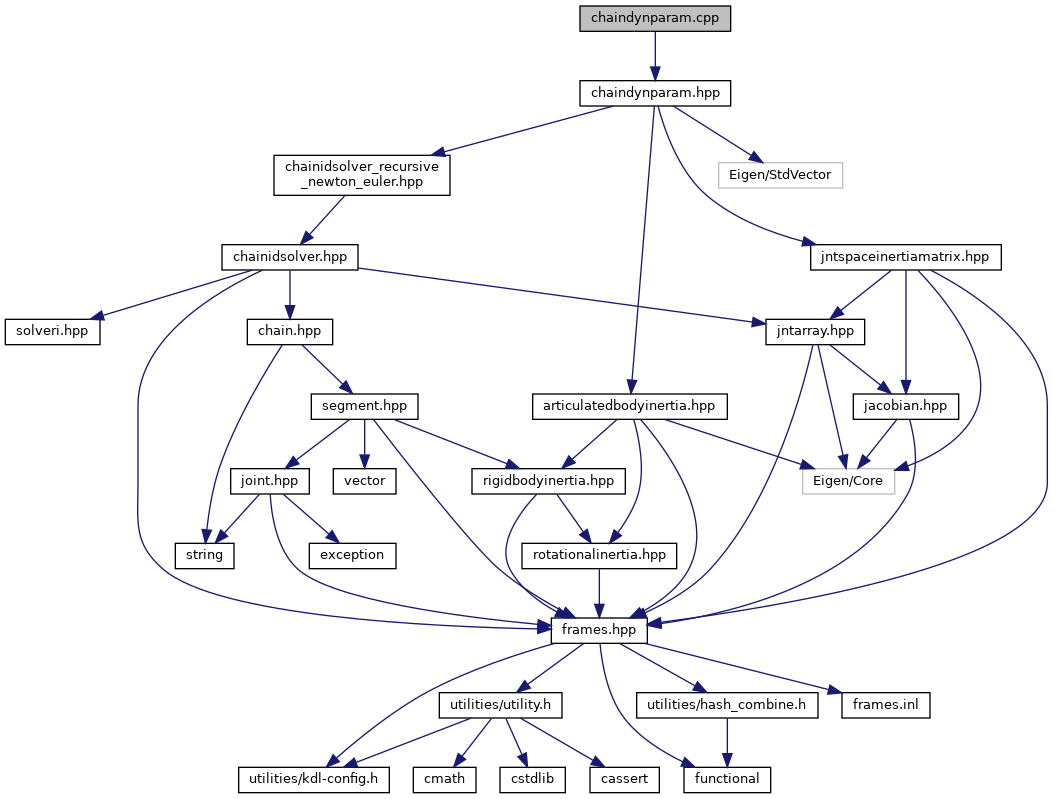 chaindynparam.cpp
chaindynparam.hpp
chainidsolver_recursive
_newton_euler.hpp
Eigen/StdVector
chainidsolver.hpp
jntspaceinertiamatrix.hpp
solveri.hpp
chain.hpp
jntarray.hpp
segment.hpp
articulatedbodyinertia.hpp
jacobian.hpp
joint.hpp
vector
rigidbodyinertia.hpp
Eigen/Core
string
exception
rotationalinertia.hpp
frames.hpp
utilities/utility.h
utilities/hash_combine.h
frames.inl
utilities/kdl-config.h
cmath
cstdlib
cassert
functional